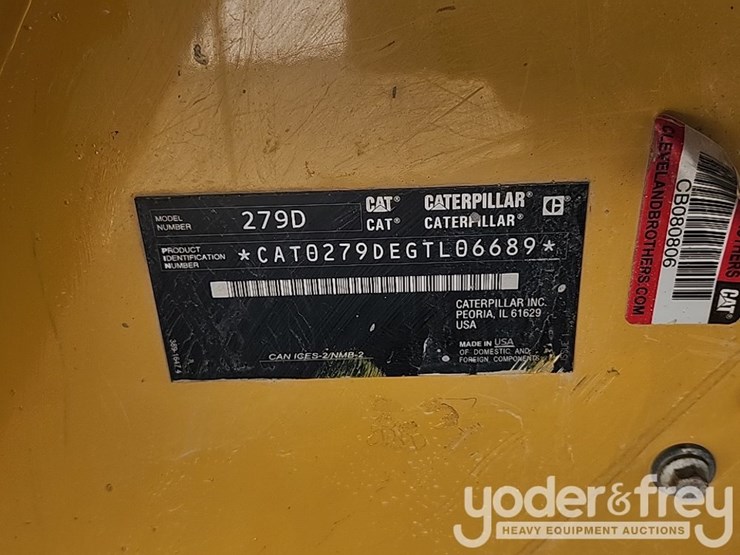 MODEL NUMBER 279D
CAT® CATERPILLAR®
CAT® CATERPILLAR®
PRODUCT IDENTIFICATION NUMBER *CAT0279DEGTL06689*
CATERPILLAR INC.
PEORIA, IL 61629
USA
MADE IN USA
OF DOMESTIC AND
FOREIGN COMPONENTS
CAN ICES-2/NMB-2
CLEVELANDBROTHERS.COM
CB080806
CAT
yoder&frey
HEAVY EQUIPMENT AUCTIONS